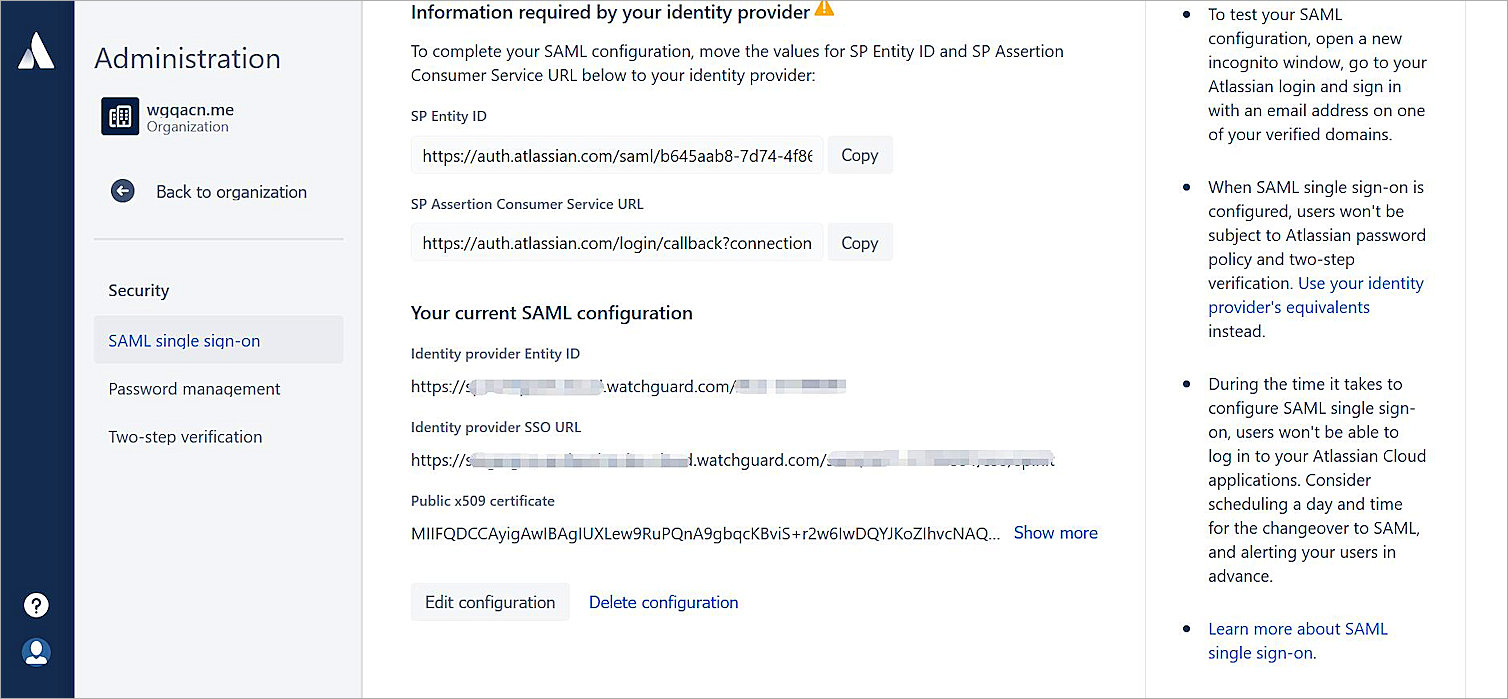 Administration
wgqacn.me
Organization
Back to organization
Security
SAML single sign-on
Password management
Two-step verification
Information required by your identity provider
To complete your SAML configuration, move the values for SP Entity ID and SP Assertion
Consumer Service URL below to your identity provider:
SP Entity ID
https://auth.atlassian.com/saml/b645aab8-7d74-4f86
Copy
SP Assertion Consumer Service URL
https://auth.atlassian.com/login/callback?connection
Copy
Your current SAML configuration
Identity provider Entity ID
https://s .watchguard.com/
Identity provider SSO URL
https://s .watchguard.com/
Public x509 certificate
MIIFQDCCAyigAwIBAgIUXLew9RuPQnA9gbqcKBviS+r2w6IwDQYJKoZIhvcNAQ... Show more
Edit configuration
Delete configuration
To test your SAML
configuration, open a new
incognito window, go to your
Atlassian login and sign in
with an email address on one
of your verified domains.
When SAML single sign-on is
configured, users won't be
subject to Atlassian password
policy and two-step
verification. Use your identity
provider's equivalents
instead.
During the time it takes to
configure SAML single sign-
on, users won't be able to
log in to your Atlassian Cloud
applications. Consider
scheduling a day and time
for the changeover to SAML,
and alerting your users in
advance.
Learn more about SAML
single sign-on.